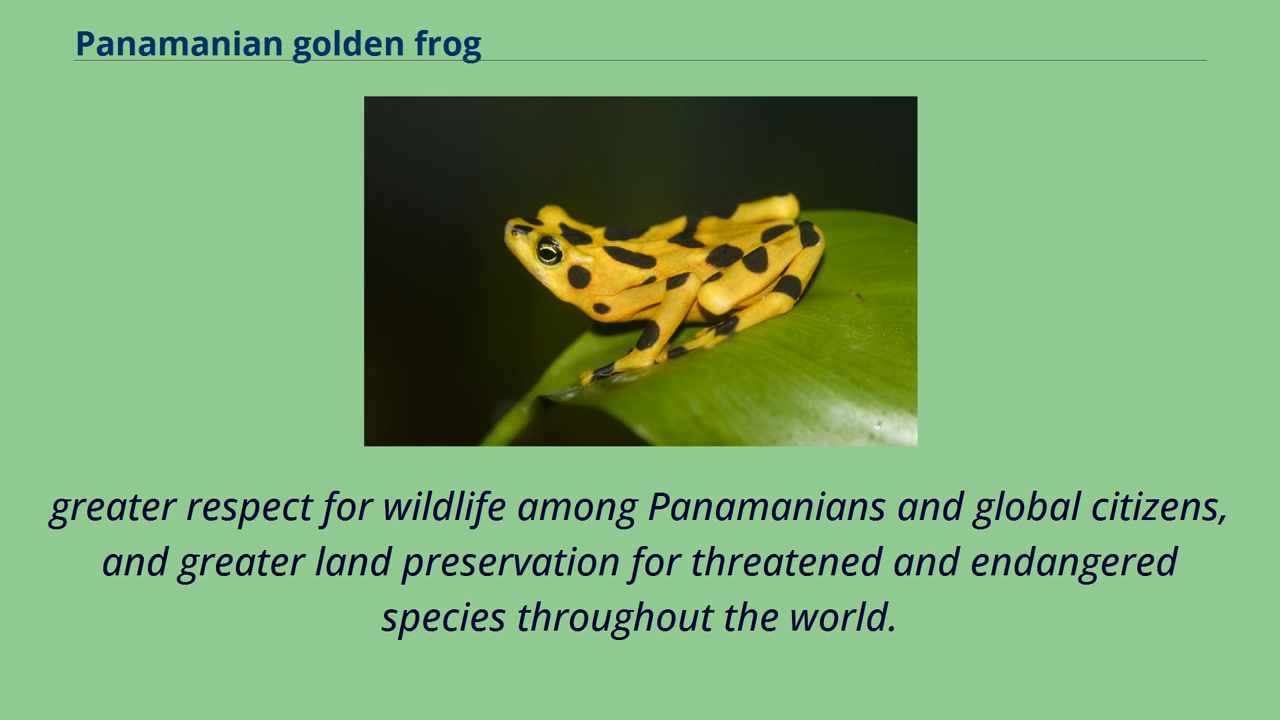 Panamanian golden frog
greater respect for wildlife among Panamanians and global citizens,
and greater land preservation for threatened and endangered
species throughout the world.